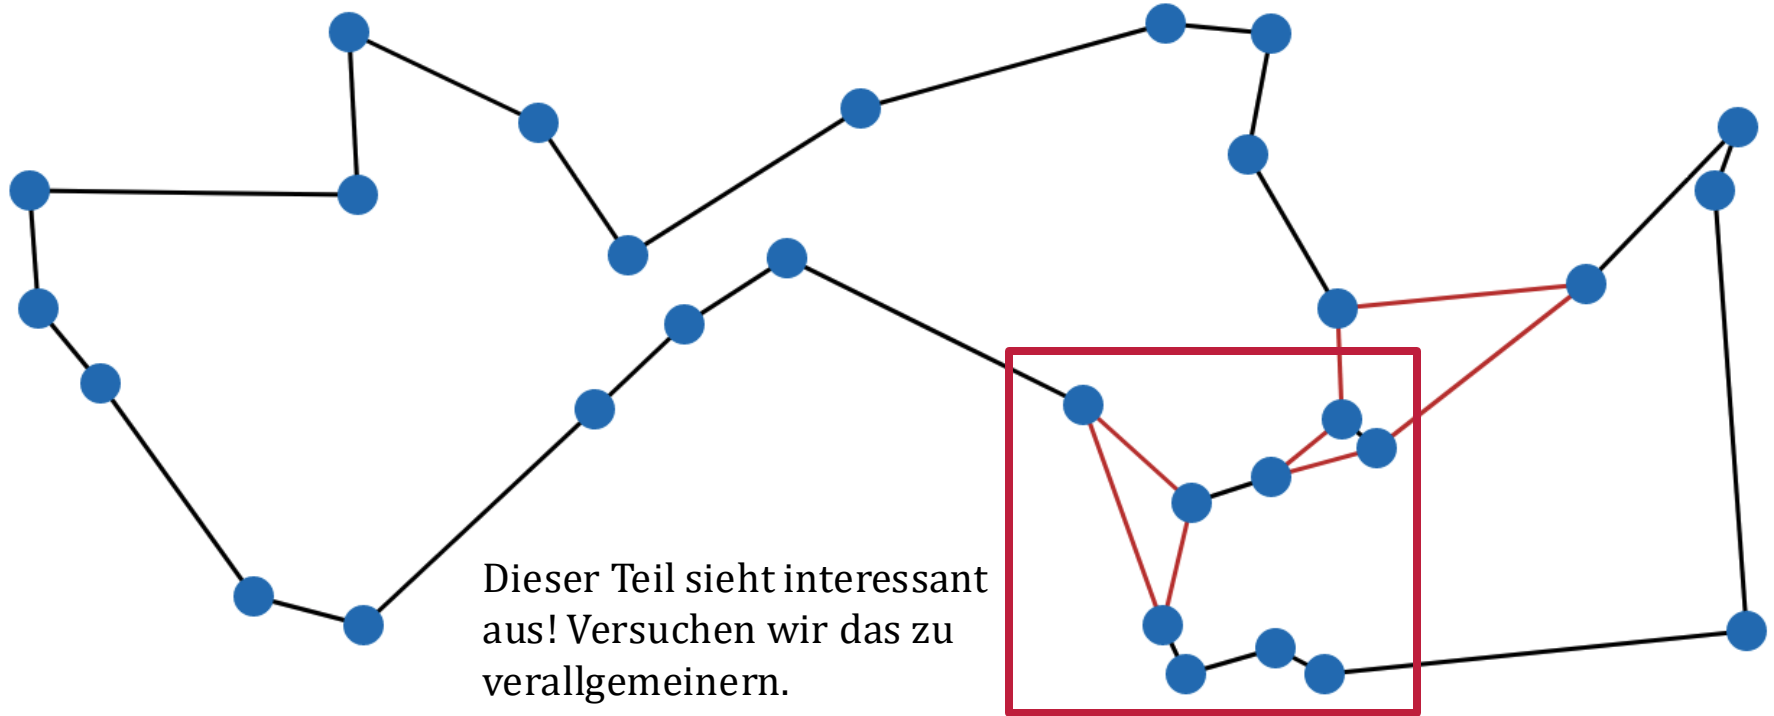 Dieser Teil sieht interessant
aus! Versuchen wir das zu
verallgemeinern.